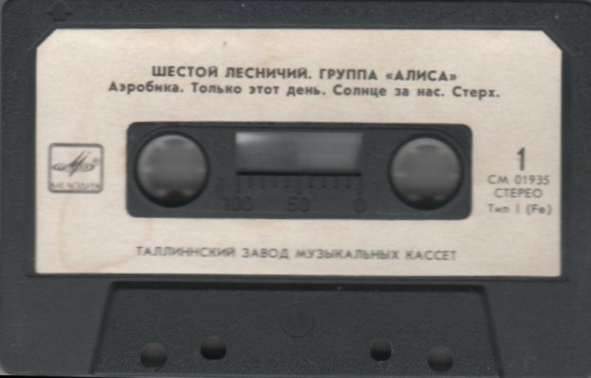 ШЕСТОЙ ЛЕСНИЧИЙ. ГРУППА «АЛИСА»
Аэробика. Только этот день. Солнце за нас. Стерх.
МЕЛОДИЯ
1
СМ 01935
СТЕРЕО
Тип I (Fe)
100 50 0
ТАЛЛИННСКИЙ ЗАВОД МУЗЫКАЛЬНЫХ КАССЕТ